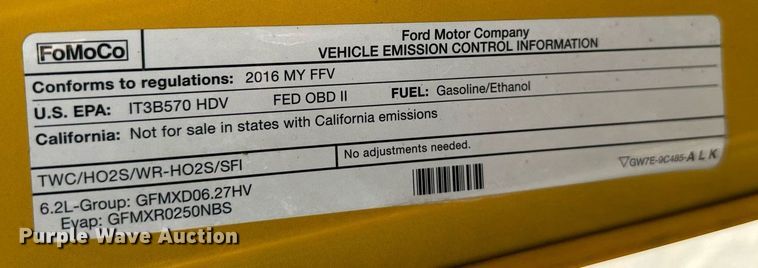 FoMoCo
Ford Motor Company
VEHICLE EMISSION CONTROL INFORMATION
Conforms to regulations: 2016 MY FFV
U.S. EPA: IT3B570 HDV FED OBD II FUEL: Gasoline/Ethanol
California: Not for sale in states with California emissions
TWC/HO2S/WR-HO2S/SFI No adjustments needed.
6.2L-Group: GFMXD06.27HV
Evap: GFMXR0250NBS
GW7E-9C485-ALK
Purple Wave Auction